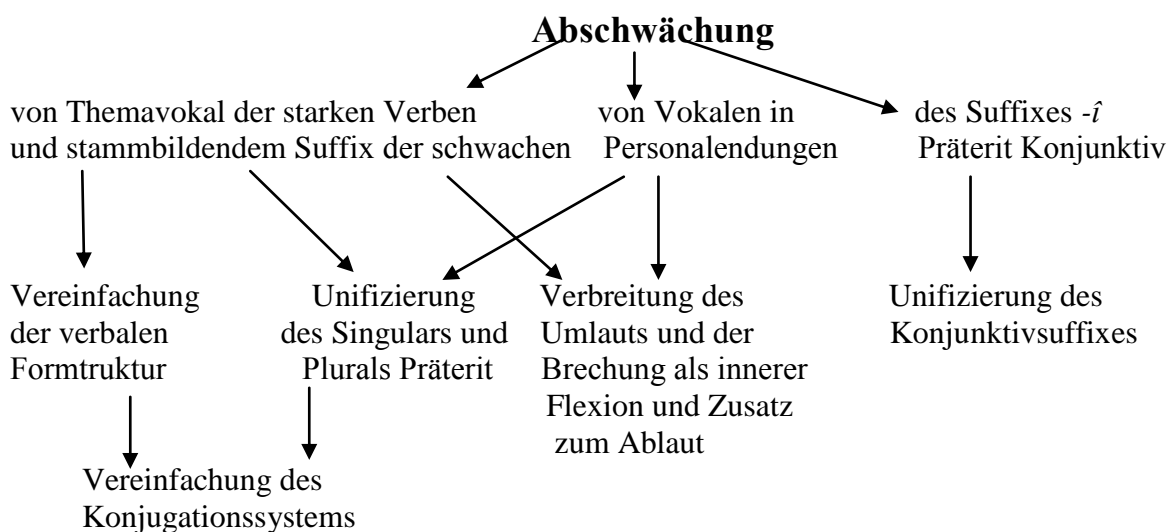 Abschwächung
von Themavokal der starken Verben
und stammbildendem Suffix der schwachen
von Vokalen in
Personalendungen
des Suffixes -î
Präterit Konjunktiv
Vereinfachung
der verbalen
Formtruktur
Unifizierung
des Singulars und
Plurals Präterit
Verbreitung des
Umlauts und der
Brechung als innerer
Flexion und Zusatz
zum Ablaut
Unifizierung des
Konjunktivsuffixes
Vereinfachung des
Konjugationssystems